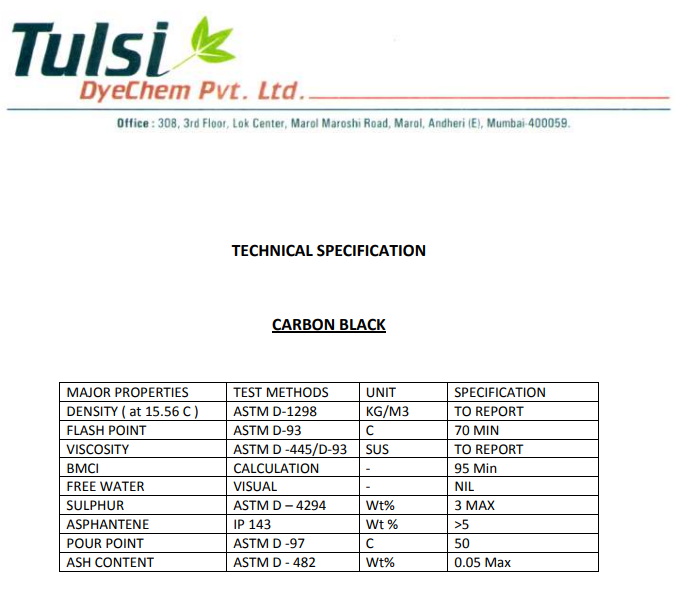 Tulsi
DyeChem Pvt. Ltd.
Office : 308, 3rd Floor, Lok Center, Marol Maroshi Road, Marol, Andheri (E), Mumbai-400059.
TECHNICAL SPECIFICATION
CARBON BLACK
MAJOR PROPERTIES TEST METHODS UNIT SPECIFICATION
DENSITY ( at 15.56 C ) ASTM D-1298 KG/M3 TO REPORT
FLASH POINT ASTM D-93 C 70 MIN
VISCOSITY ASTM D -445/D-93 SUS TO REPORT
BMCI CALCULATION - 95 Min
FREE WATER VISUAL - NIL
SULPHUR ASTM D – 4294 Wt% 3 MAX
ASPHANTENE IP 143 Wt % >5
POUR POINT ASTM D -97 C 50
ASH CONTENT ASTM D - 482 Wt% 0.05 Max